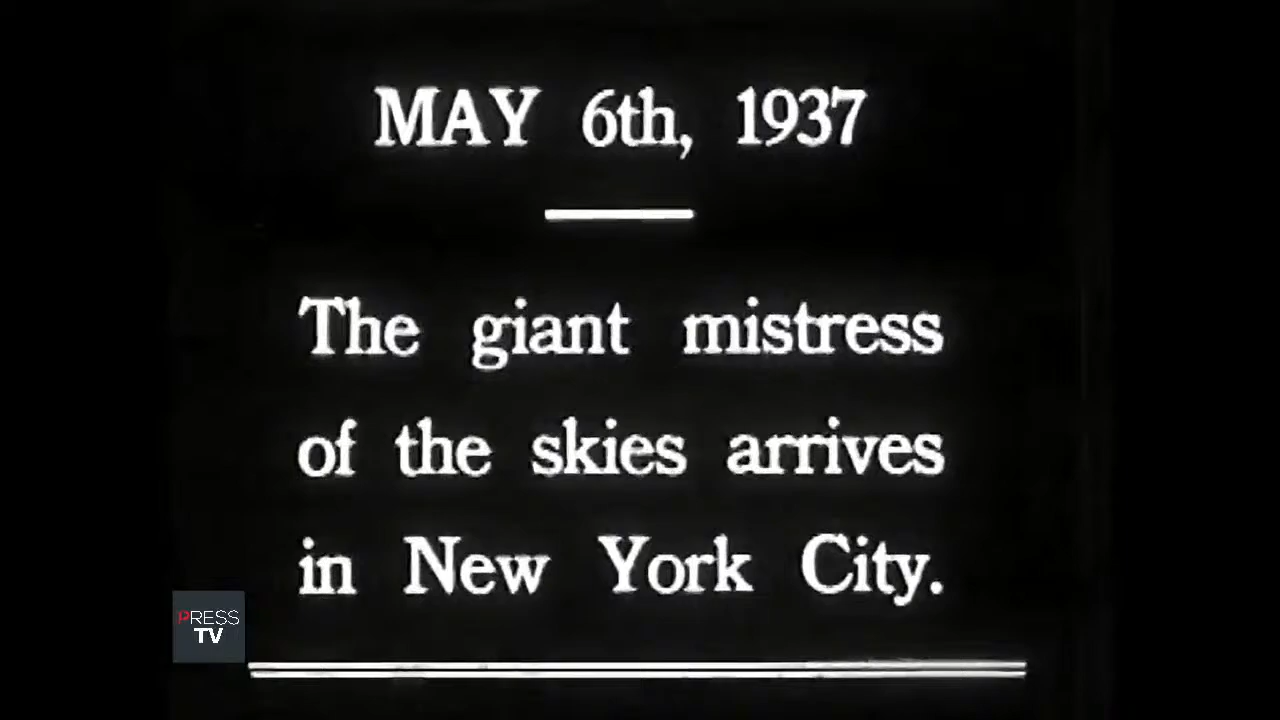 MAY 6th, 1937
The giant mistress
of the skies arrives
in New York City.
PRESS
TV